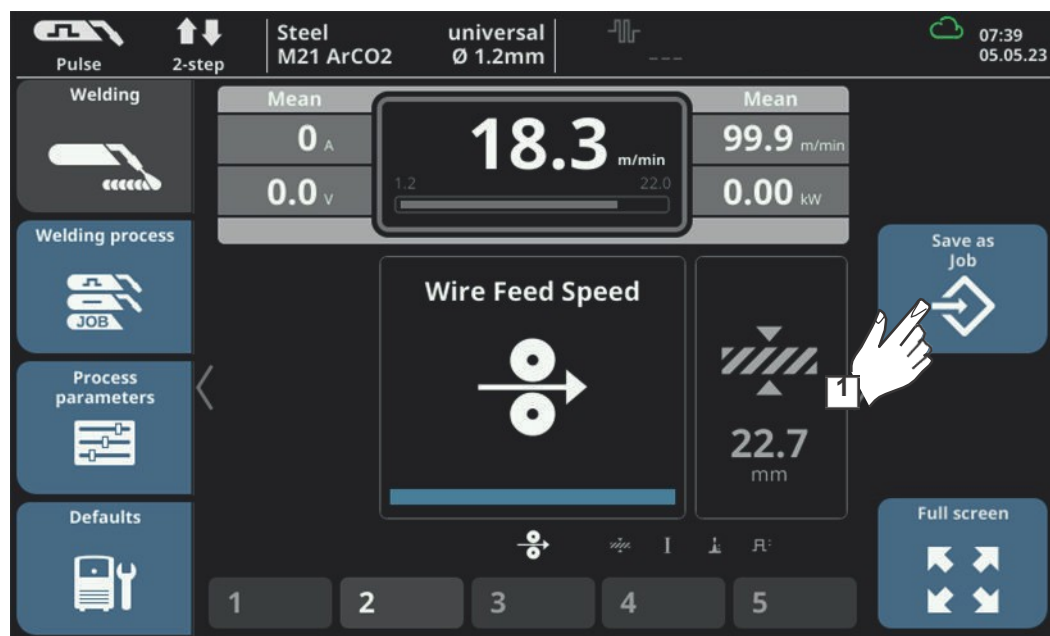 Pulse
2-step
Steel
M21 ArCO2
universal
Ø 1.2mm
---
07:39
05.05.23
Welding
Mean
0 A
0.0 V
18.3 m/min
1.2
22.0
Mean
99.9 m/min
0.00 kW
Welding process
JOB
Process
parameters
Defaults
Wire Feed Speed
22.7
mm
Save as
Job
1
Full screen
1
2
3
4
5